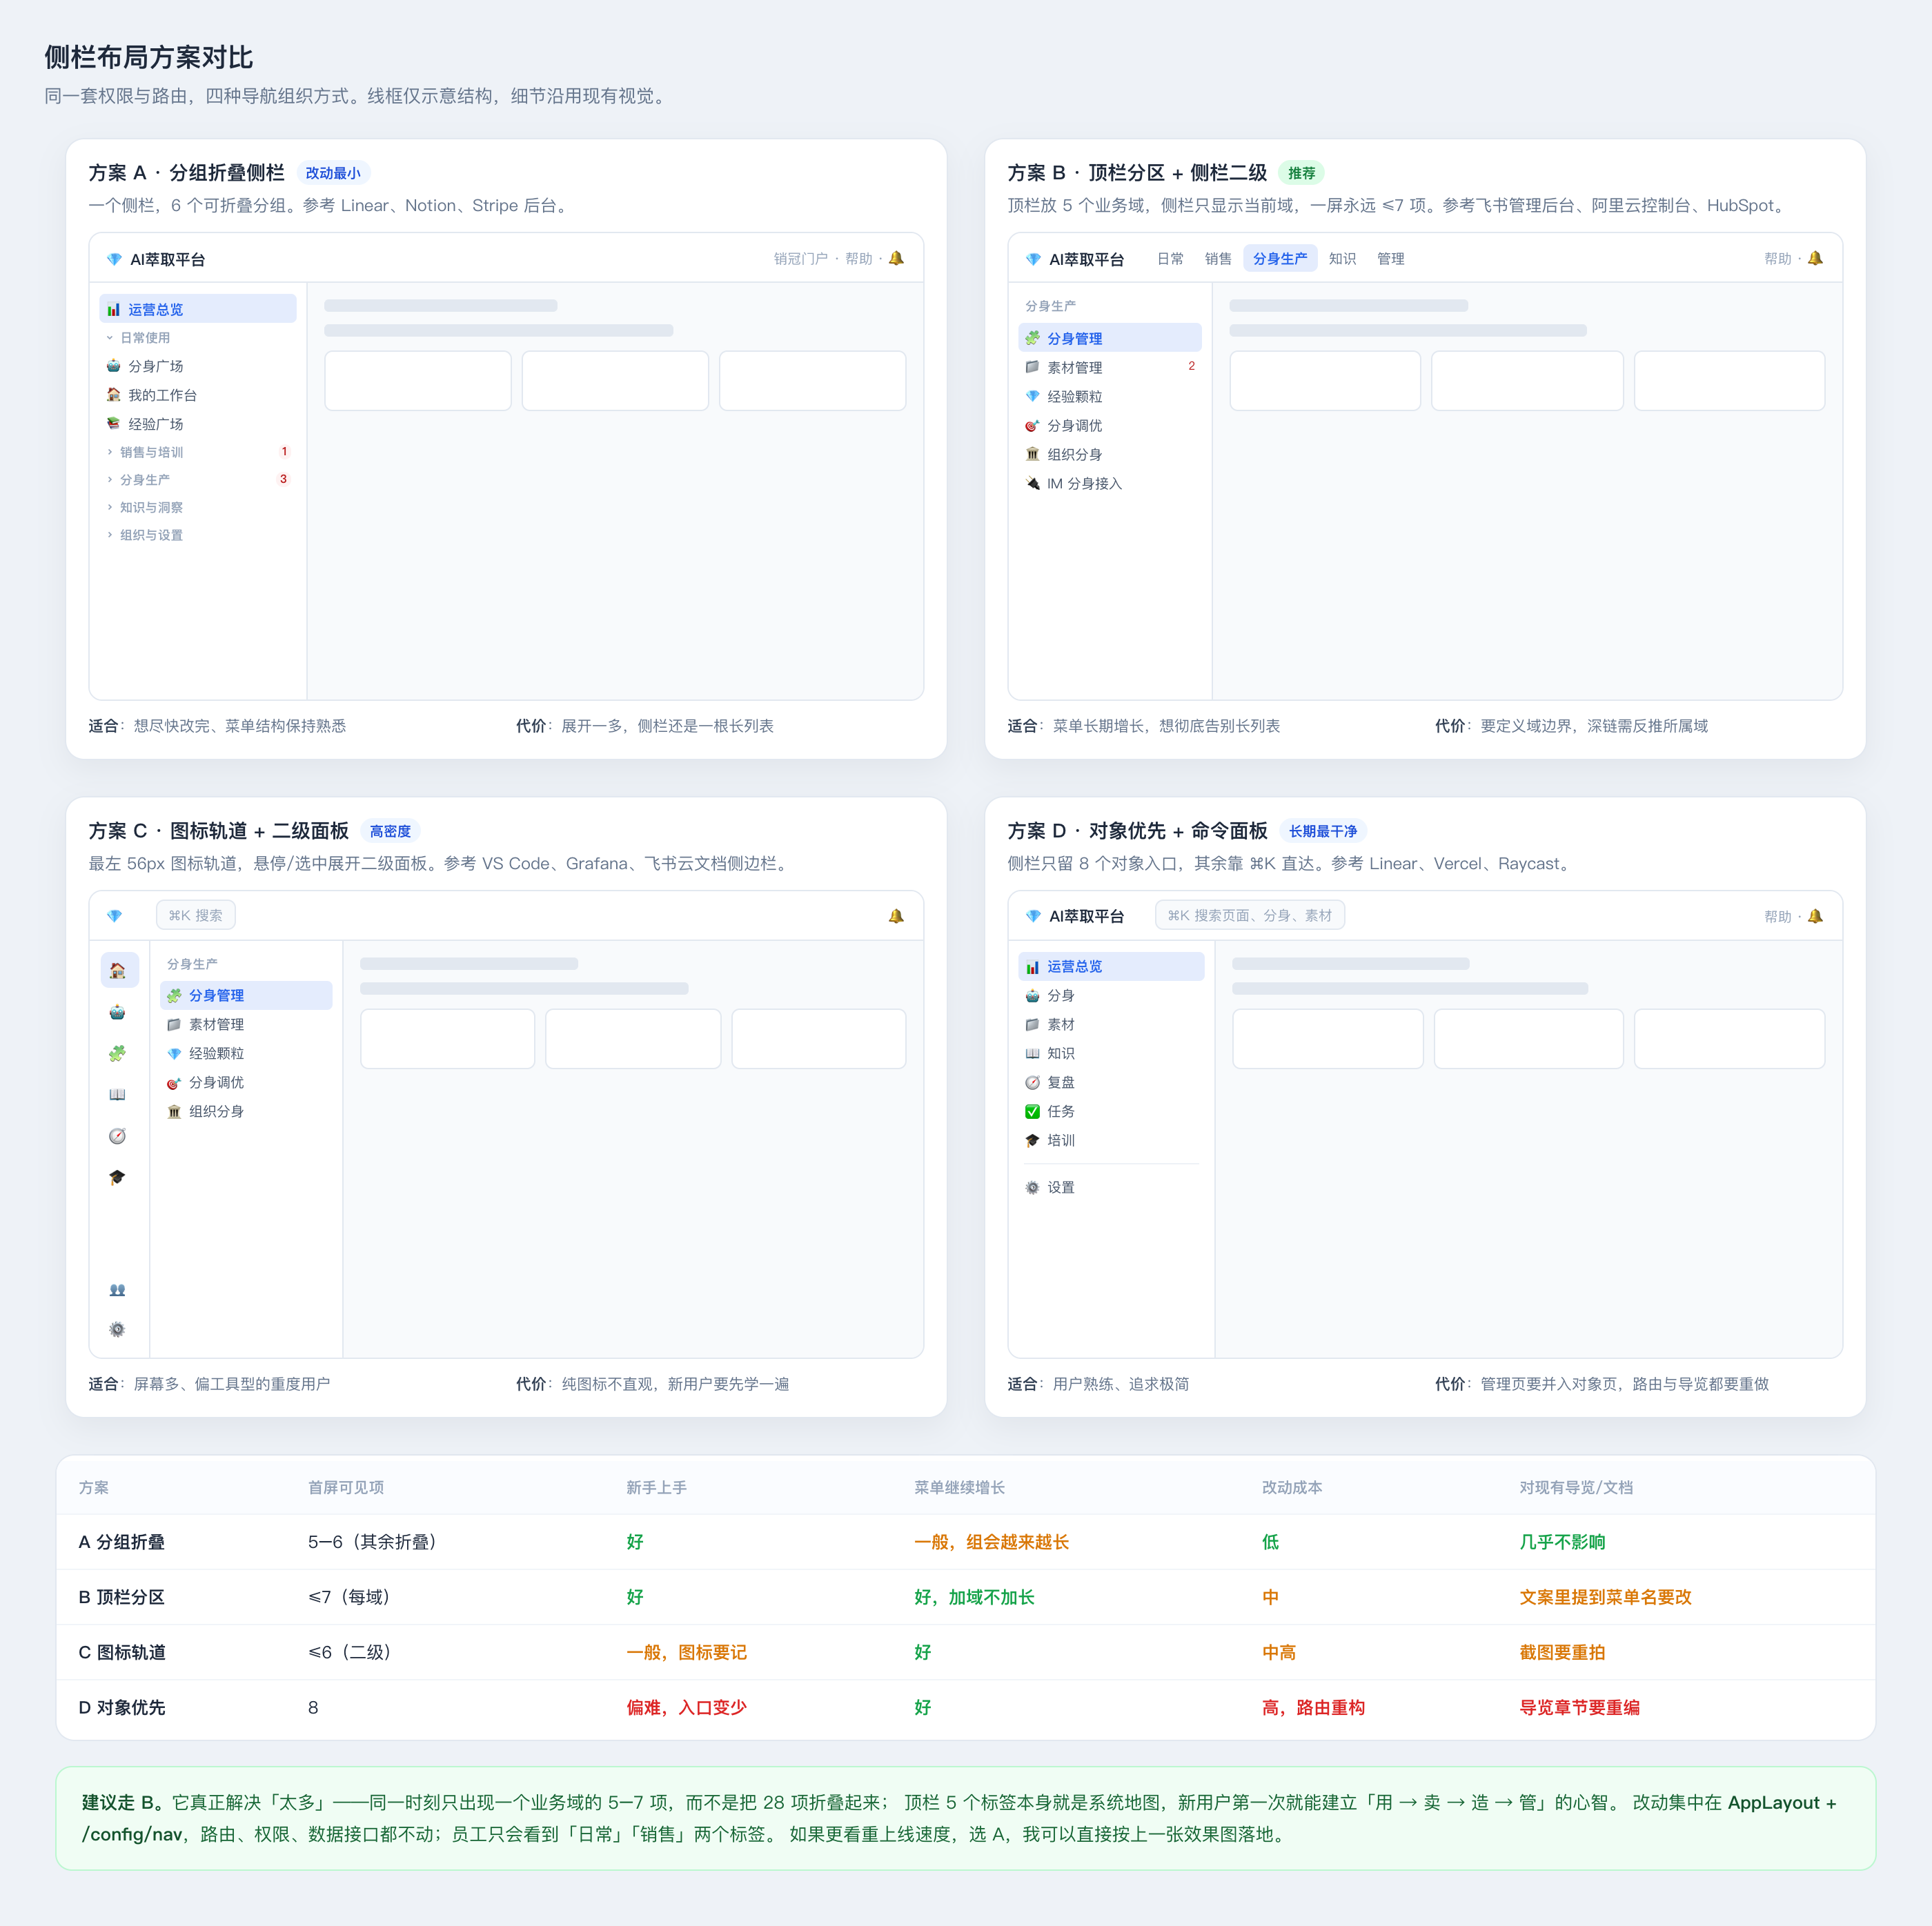 侧栏布局方案对比
同一套权限与路由，四种导航组织方式。线框仅示意结构，细节沿用现有视觉。
方案 A · 分组折叠侧栏 改动最小
一个侧栏，6 个可折叠分组。参考 Linear、Notion、Stripe 后台。
AI萃取平台 销冠门户 · 帮助 ·
运营总览
日常使用
分身广场
我的工作台
经验广场
销售与培训 1
分身生产 3
知识与洞察
组织与设置
适合：想尽快改完、菜单结构保持熟悉
代价：展开一多，侧栏还是一根长列表
方案 B · 顶栏分区 + 侧栏二级 推荐
顶栏放 5 个业务域，侧栏只显示当前域，一屏永远 ≤7 项。参考飞书管理后台、阿里云控制台、HubSpot。
AI萃取平台 日常 销售 分身生产 知识 管理 帮助 ·
分身生产
分身管理
素材管理 2
经验颗粒
分身调优
组织分身
IM 分身接入
适合：菜单长期增长，想彻底告别长列表
代价：要定义域边界，深链需反推所属域
方案 C · 图标轨道 + 二级面板 高密度
最左 56px 图标轨道，悬停/选中展开二级面板。参考 VS Code、Grafana、飞书云文档侧边栏。
⌘K 搜索
分身生产
分身管理
素材管理
经验颗粒
分身调优
组织分身
适合：屏幕多、偏工具型的重度用户
代价：纯图标不直观，新用户要先学一遍
方案 D · 对象优先 + 命令面板 长期最干净
侧栏只留 8 个对象入口，其余靠 ⌘K 直达。参考 Linear、Vercel、Raycast。
AI萃取平台 ⌘K 搜索页面、分身、素材 帮助 ·
运营总览
分身
素材
知识
复盘
任务
培训
设置
适合：用户熟练、追求极简
代价：管理页要并入对象页，路由与导览都要重做
方案 首屏可见项 新手上手 菜单继续增长 改动成本 对现有导览/文档
A 分组折叠 5—6（其余折叠） 好 一般，组会越来越长 低 几乎不影响
B 顶栏分区 ≤7（每域） 好 好，加域不加长 中 文案里提到菜单名要改
C 图标轨道 ≤6（二级） 一般，图标要记 好 中高 截图要重拍
D 对象优先 8 偏难，入口变少 好 高，路由重构 导览章节要重编
建议走 B。它真正解决「太多」——同一时刻只出现一个业务域的 5—7 项，而不是把 28 项折叠起来； 顶栏 5 个标签本身就是系统地图，新用户第一次就能建立「用 → 卖 → 造 → 管」的心智。 改动集中在 AppLayout +
/config/nav，路由、权限、数据接口都不动；员工只会看到「日常」「销售」两个标签。 如果更看重上线速度，选 A，我可以直接按上一张效果图落地。